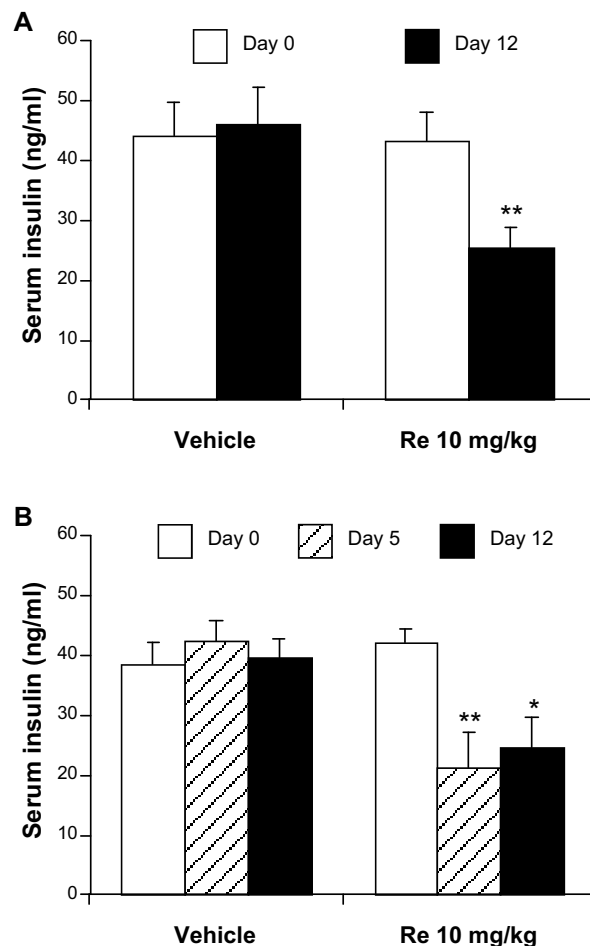 A
60
Day 0
Day 12
50
40
**
30
20
10
0
Serum insulin (ng/ml)
Vehicle
Re 10 mg/kg
B
60
Day 0
Day 5
Day 12
50
40
**
*
30
20
10
0
Serum insulin (ng/ml)
Vehicle
Re 10 mg/kg